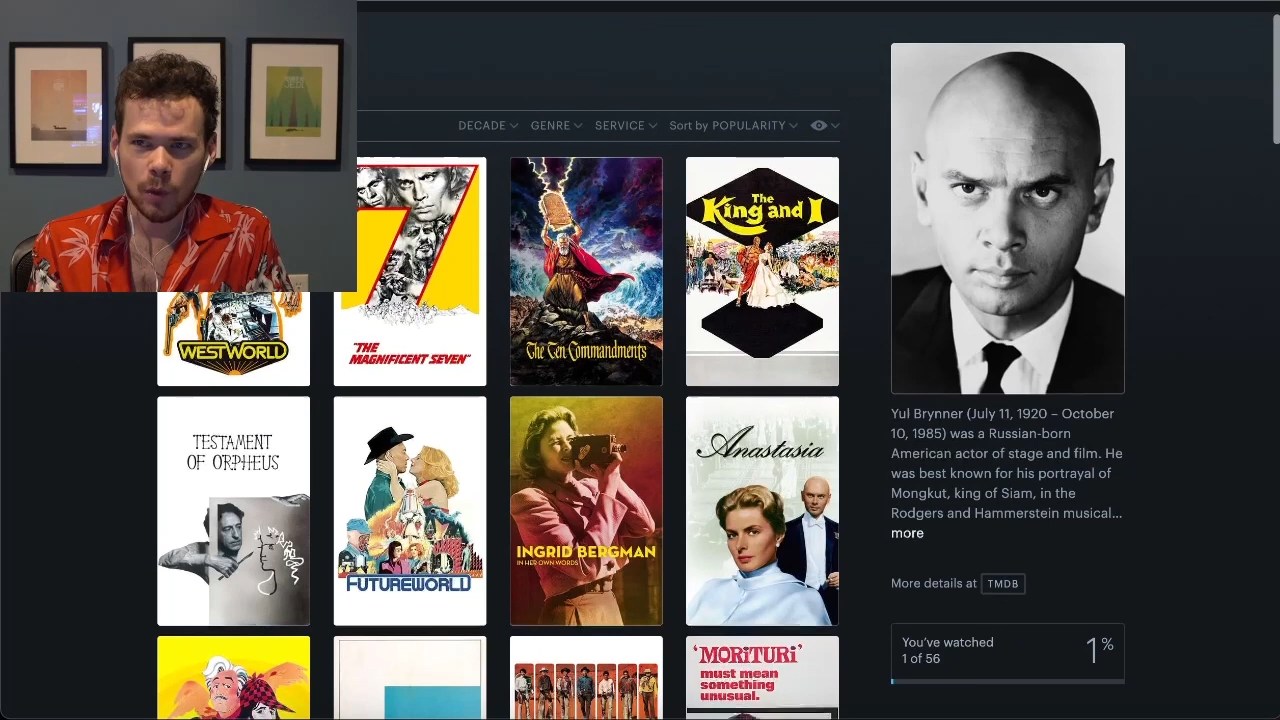 JEDI
DECADE GENRE SERVICE Sort by POPULARITY
WESTWORLD
7
"THE
MAGNIFICENT SEVEN"
The Ten Commandments
The
King and I
TESTAMENT
OF ORPHEUS
FUTUREWORLD
INGRID BERGMAN
IN HER OWN WORDS
Anastasia
'MORITURI'
must mean
something
unusual.
Yul Brynner (July 11, 1920 – October
10, 1985) was a Russian-born
American actor of stage and film. He
was best known for his portrayal of
Mongkut, king of Siam, in the
Rodgers and Hammerstein musical...
more
More details at TMDB
You've watched
1 of 56
1%